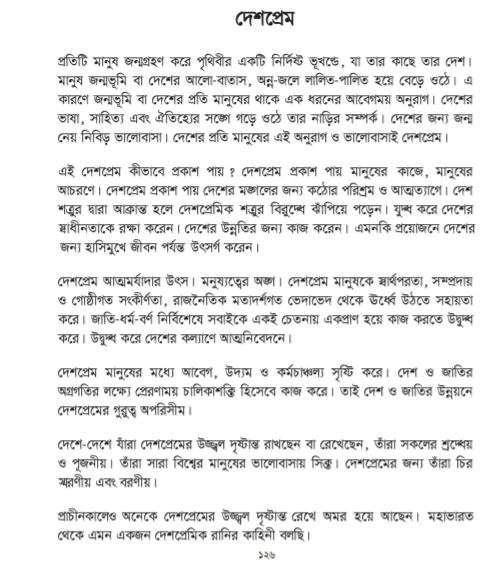 দেশপ্রেম
প্রতিটি মানুষ জন্মগ্রহণ করে পৃথিবীর একটি নির্দিষ্ট ভূখণ্ডে, যা তার কাছে তার দেশ।
মানুষ জন্মভূমি বা দেশের আলো-বাতাস, অন্ন-জলে লালিত-পালিত হয়ে বেড়ে ওঠে। এ
কারণে জন্মভূমি বা দেশের প্রতি মানুষের থাকে এক ধরনের আবেগময় অনুরাগ। দেশের
ভাষা, সাহিত্য এবং ঐতিহ্যের সঙ্গে গড়ে ওঠে তার নাড়ির সম্পর্ক। দেশের জন্য জন্ম
নেয় নিবিড় ভালোবাসা। দেশের প্রতি মানুষের এই অনুরাগ ও ভালোবাসাই দেশপ্রেম।
এই দেশপ্রেম কীভাবে প্রকাশ পায় ? দেশপ্রেম প্রকাশ পায় মানুষের কাজে, মানুষের
আচরণে। দেশপ্রেম প্রকাশ পায় দেশের মঙ্গলের জন্য কঠোর পরিশ্রম ও আত্মত্যাগে। দেশ
শত্রুর দ্বারা আক্রান্ত হলে দেশপ্রেমিক শত্রুর বিরুদ্ধে ঝাঁপিয়ে পড়েন। যুদ্ধ করে দেশের
স্বাধীনতাকে রক্ষা করেন। দেশের উন্নতির জন্য কাজ করেন। এমনকি প্রয়োজনে দেশের
জন্য হাসিমুখে জীবন পর্যন্ত উৎসর্গ করেন।
দেশপ্রেম আত্মমর্যাদার উৎস। মনুষ্যত্বের অঙ্গ। দেশপ্রেম মানুষকে স্বার্থপরতা, সম্প্রদায়
ও গোষ্ঠীগত সংকীর্ণতা, রাজনৈতিক মতাদর্শগত ভেদাভেদ থেকে ঊর্ধ্বে উঠতে সহায়তা
করে। জাতি-ধর্ম-বর্ণ নির্বিশেষে সবাইকে একই চেতনায় একপ্রাণ হয়ে কাজ করতে উদ্বুদ্ধ
করে। উদ্বুদ্ধ করে দেশের কল্যাণে আত্মনিবেদনে।
দেশপ্রেম মানুষের মধ্যে আবেগ, উদ্যম ও কর্মচাঞ্চল্য সৃষ্টি করে। দেশ ও জাতির
অগ্রগতির লক্ষ্যে প্রেরণাময় চালিকাশক্তি হিসেবে কাজ করে। তাই দেশ ও জাতির উন্নয়নে
দেশপ্রেমের গুরুত্ব অপরিসীম।
দেশে-দেশে যাঁরা দেশপ্রেমের উজ্জ্বল দৃষ্টান্ত রাখছেন বা রেখেছেন, তাঁরা সকলের শ্রদ্ধেয়
ও পূজনীয়। তাঁরা সারা বিশ্বের মানুষের ভালোবাসায় সিক্ত। দেশপ্রেমের জন্য তাঁরা চির
স্মরণীয় এবং বরণীয়।
প্রাচীনকালেও অনেকে দেশপ্রেমের উজ্জ্বল দৃষ্টান্ত রেখে অমর হয়ে আছেন। মহাভারত
থেকে এমন একজন দেশপ্রেমিক রানির কাহিনী বলছি।
১২৬